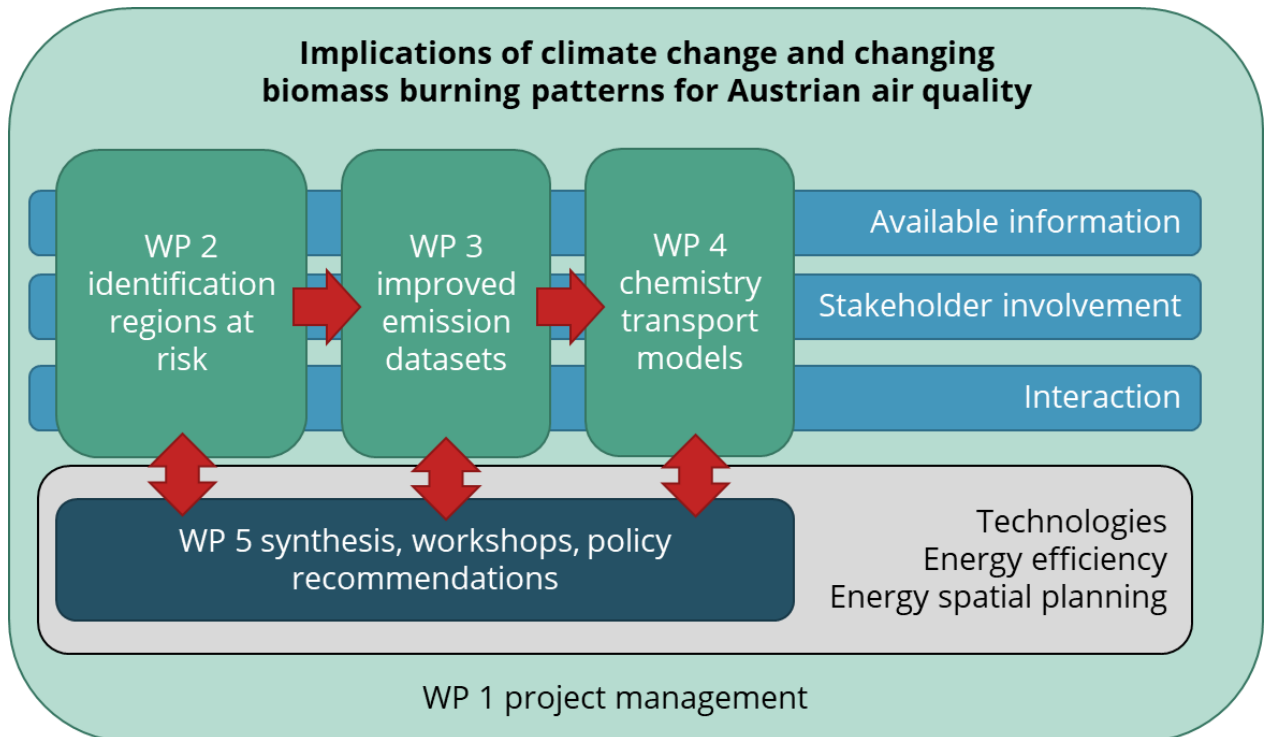 Implications of climate change and changing
biomass burning patterns for Austrian air quality
WP 2
identification
regions at
risk
WP 3
improved
emission
datasets
WP 4
chemistry
transport
models
Available information
Stakeholder involvement
Interaction
WP 5 synthesis, workshops, policy
recommendations
Technologies
Energy efficiency
Energy spatial planning
WP 1 project management